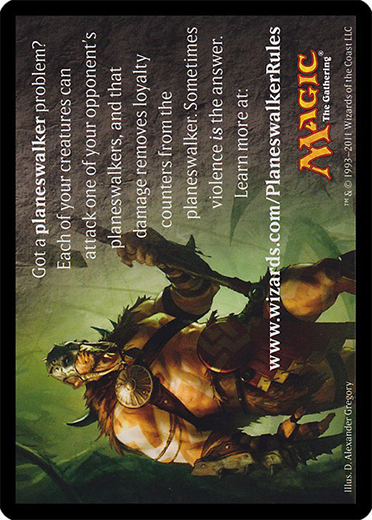 Got a planeswalker problem?
Each of your creatures can
attack one of your opponent's
planeswalkers, and that
damage removes loyalty
counters from the
planeswalker. Sometimes
violence is the answer.
Learn more at:
www.wizards.com/PlaneswalkerRules
MAGIC
The Gathering®
Illus. D. Alexander Gregory
™ & © 1993–2011 Wizards of the Coast LLC